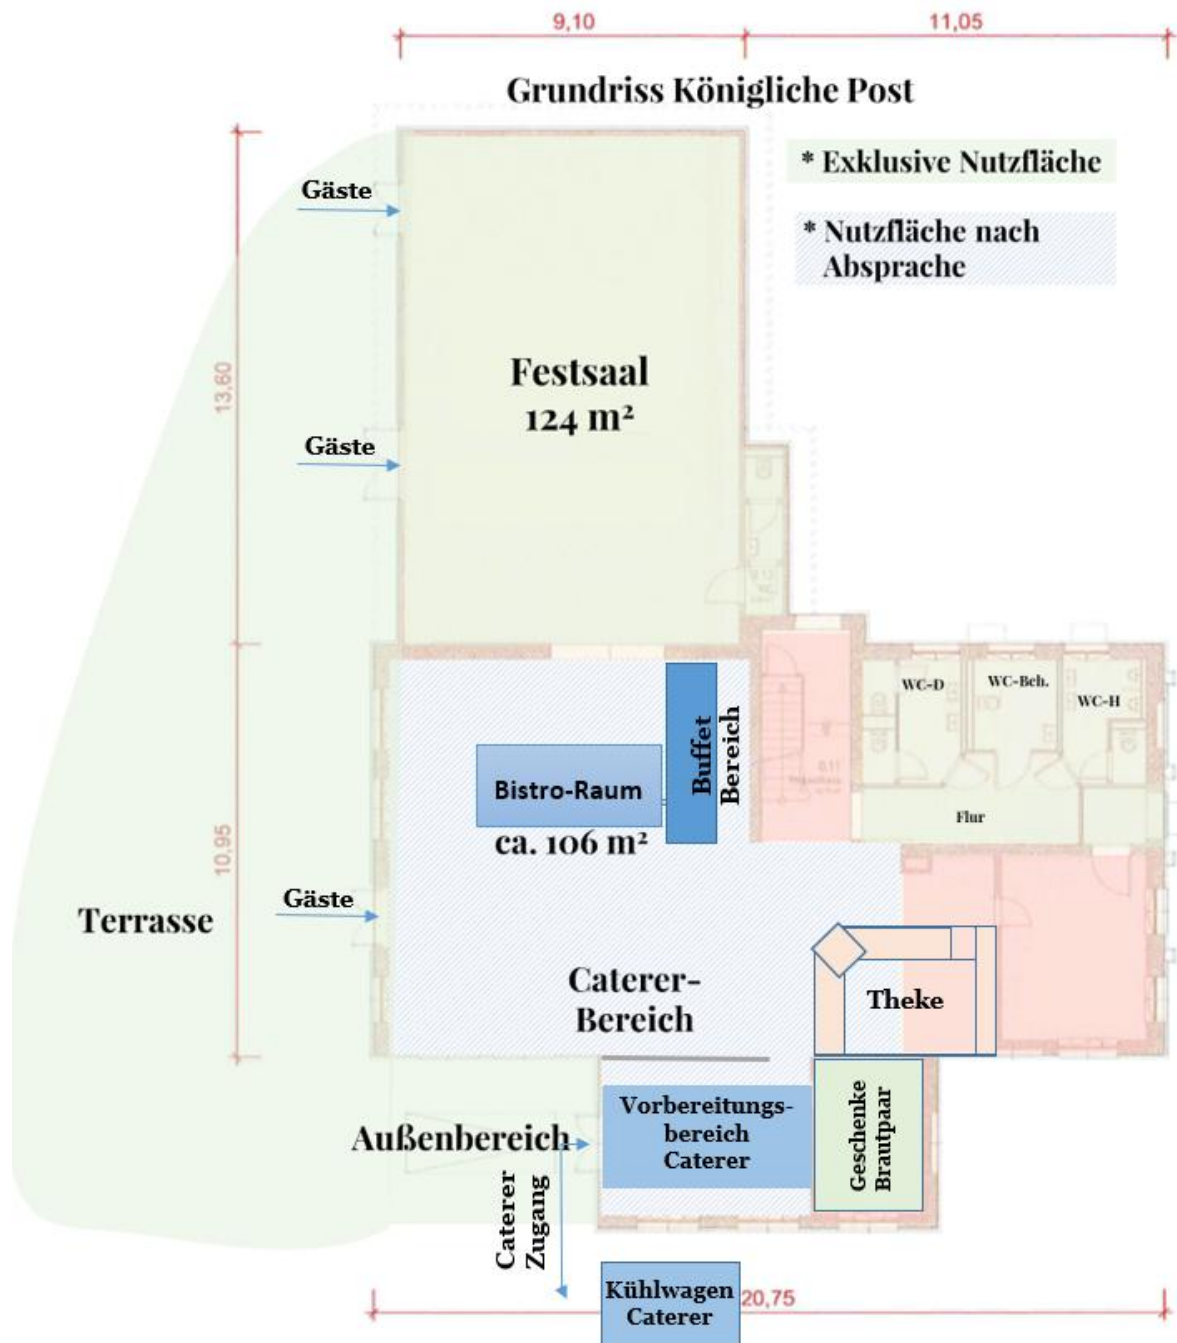 9,10
11,05
Grundriss Königliche Post
* Exklusive Nutzfläche
* Nutzfläche nach
Absprache
Gäste
Gäste
13,60
Festsaal
124 m²
WC-D
WC-Beh.
WC-H
Flur
Buffet
Bereich
Bistro-Raum
ca. 106 m²
10,95
Gäste
Terrasse
Caterer-
Bereich
Theke
Außenbereich
Vorbereitungs-
bereich
Caterer
Geschenke
Brautpaar
Caterer
Zugang
Kühlwagen
Caterer
20,75